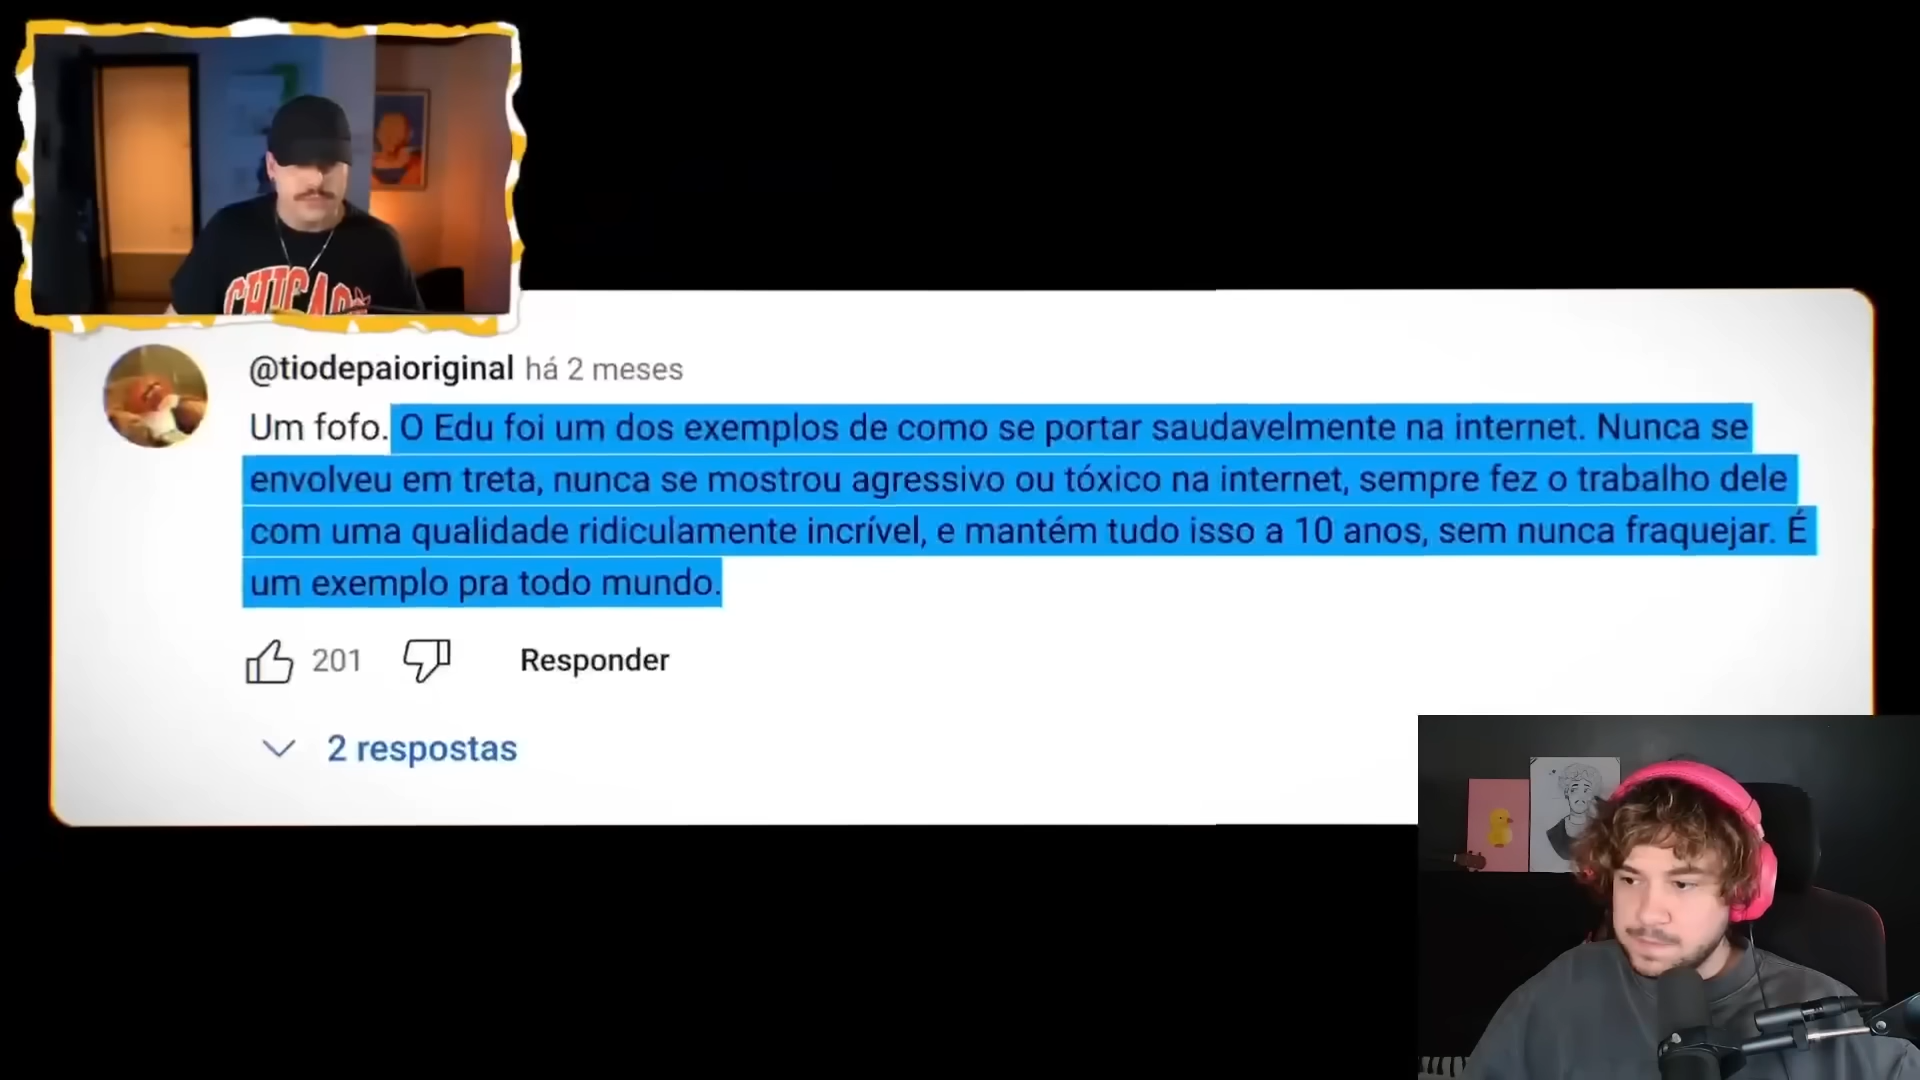 CHICAG
@tiodepaioriginal há 2 meses
Um fofo. O Edu foi um dos exemplos de como se portar saudavelmente na internet. Nunca se
envolveu em treta, nunca se mostrou agressivo ou tóxico na internet, sempre fez o trabalho dele
com uma qualidade ridiculamente incrível, e mantém tudo isso a 10 anos, sem nunca fraquejar. É
um exemplo pra todo mundo.
201 Responder
2 respostas